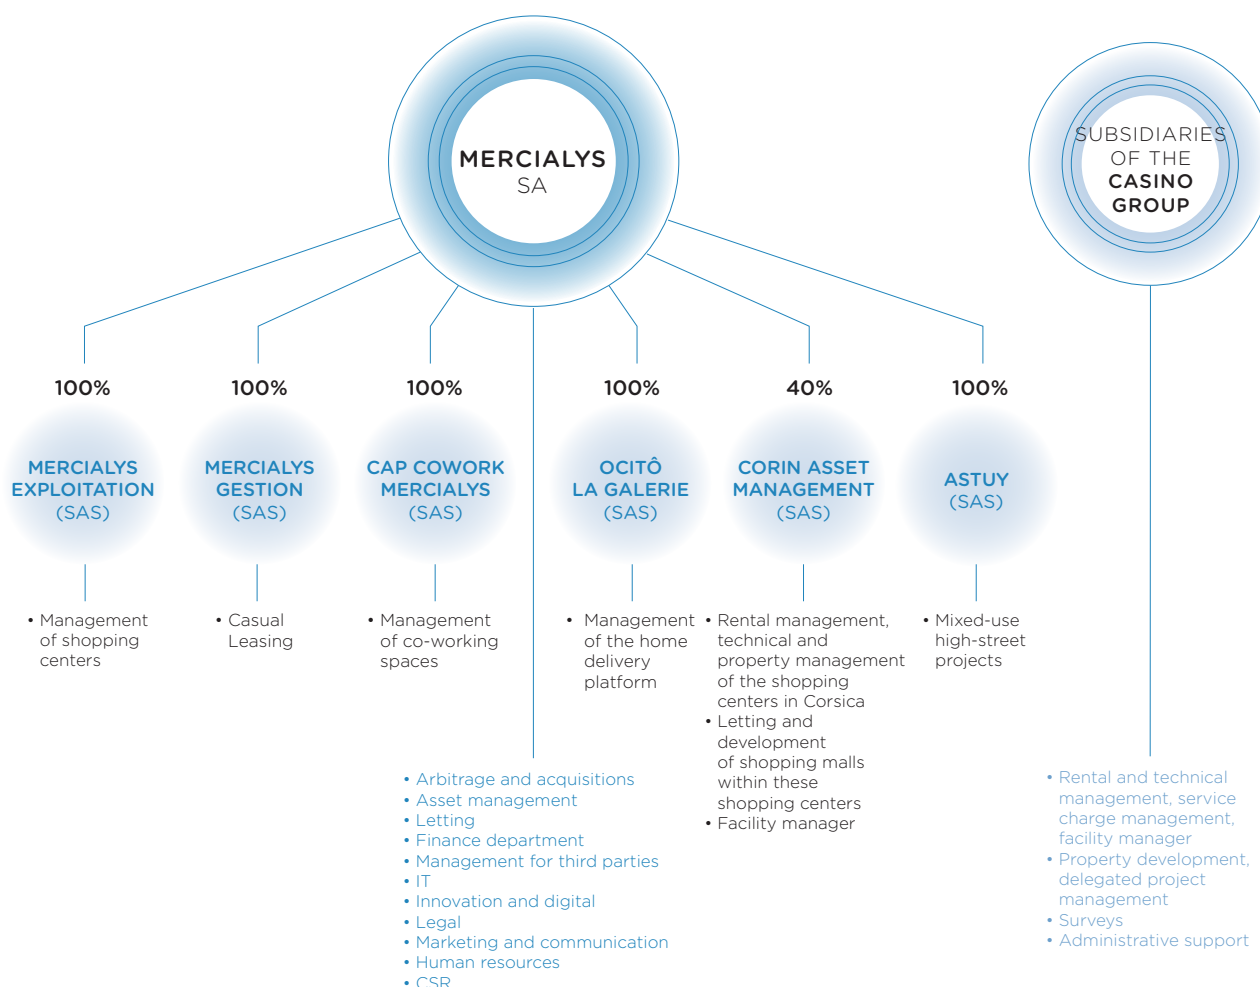 MERCIALYS
SA
SUBSIDIARIES
OF THE
CASINO
GROUP
100%
MERCIALYS
EXPLOITATION
(SAS)
• Management
of shopping
centers
100%
MERCIALYS
GESTION
(SAS)
• Casual
Leasing
100%
CAP COWORK
MERCIALYS
(SAS)
• Management
of co-working
spaces
100%
OCITÔ
LA GALERIE
(SAS)
• Management
of the home
delivery
platform
40%
CORIN ASSET
MANAGEMENT
(SAS)
• Rental management,
technical and
property management
of the shopping
centers in Corsica
• Letting and
development
of shopping malls
within these
shopping centers
• Facility manager
100%
ASTUY
(SAS)
• Mixed-use
high-street
projects
• Arbitrage and acquisitions
• Asset management
• Letting
• Finance department
• Management for third parties
• IT
• Innovation and digital
• Legal
• Marketing and communication
• Human resources
• CSR
• Rental and technical
management, service
charge management,
facility manager
• Property development,
delegated project
management
• Surveys
• Administrative support